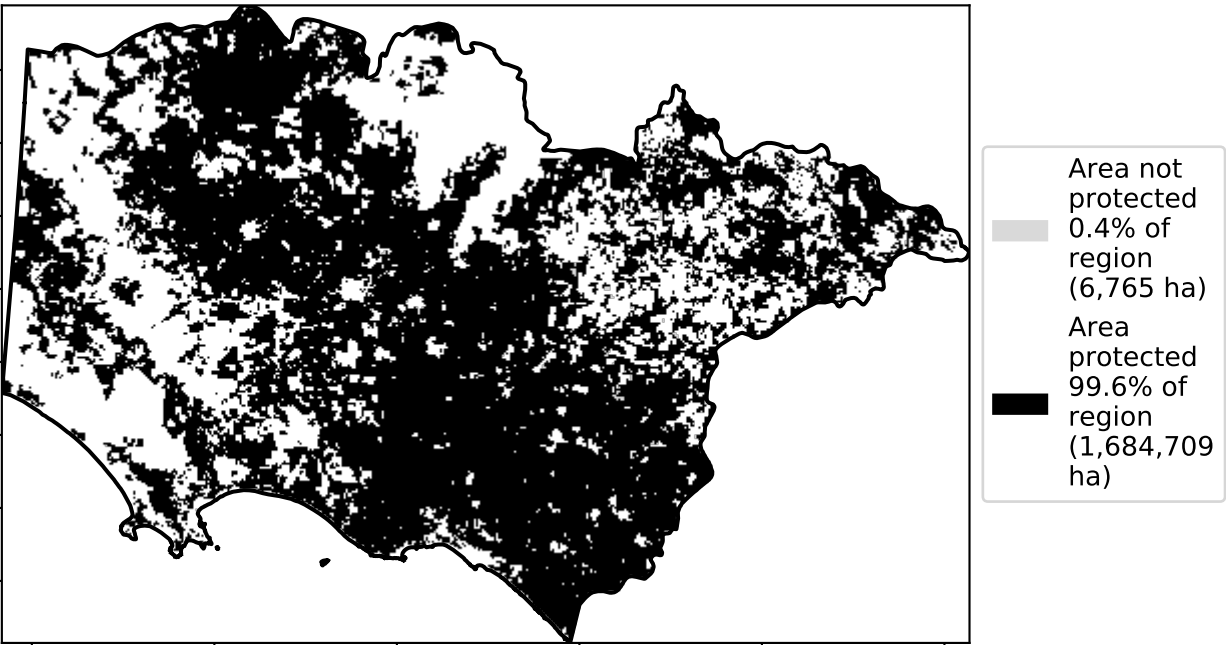 Area not
protected
0.4% of
region
(6,765 ha)
Area
protected
99.6% of
region
(1,684,709
ha)